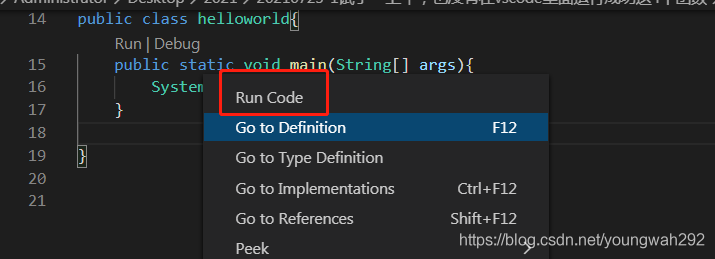 Administrator > Desktop > 2021 > 20210725
14 public class helloworld{
Run | Debug
15 public static void main(String[] args){
16 System
17 }
18
19 }
20
21
Run Code
Go to Definition F12
Go to Type Definition
Go to Implementations Ctrl+F12
Go to References Shift+F12
Peek >
https://blog.csdn.net/youngwah292